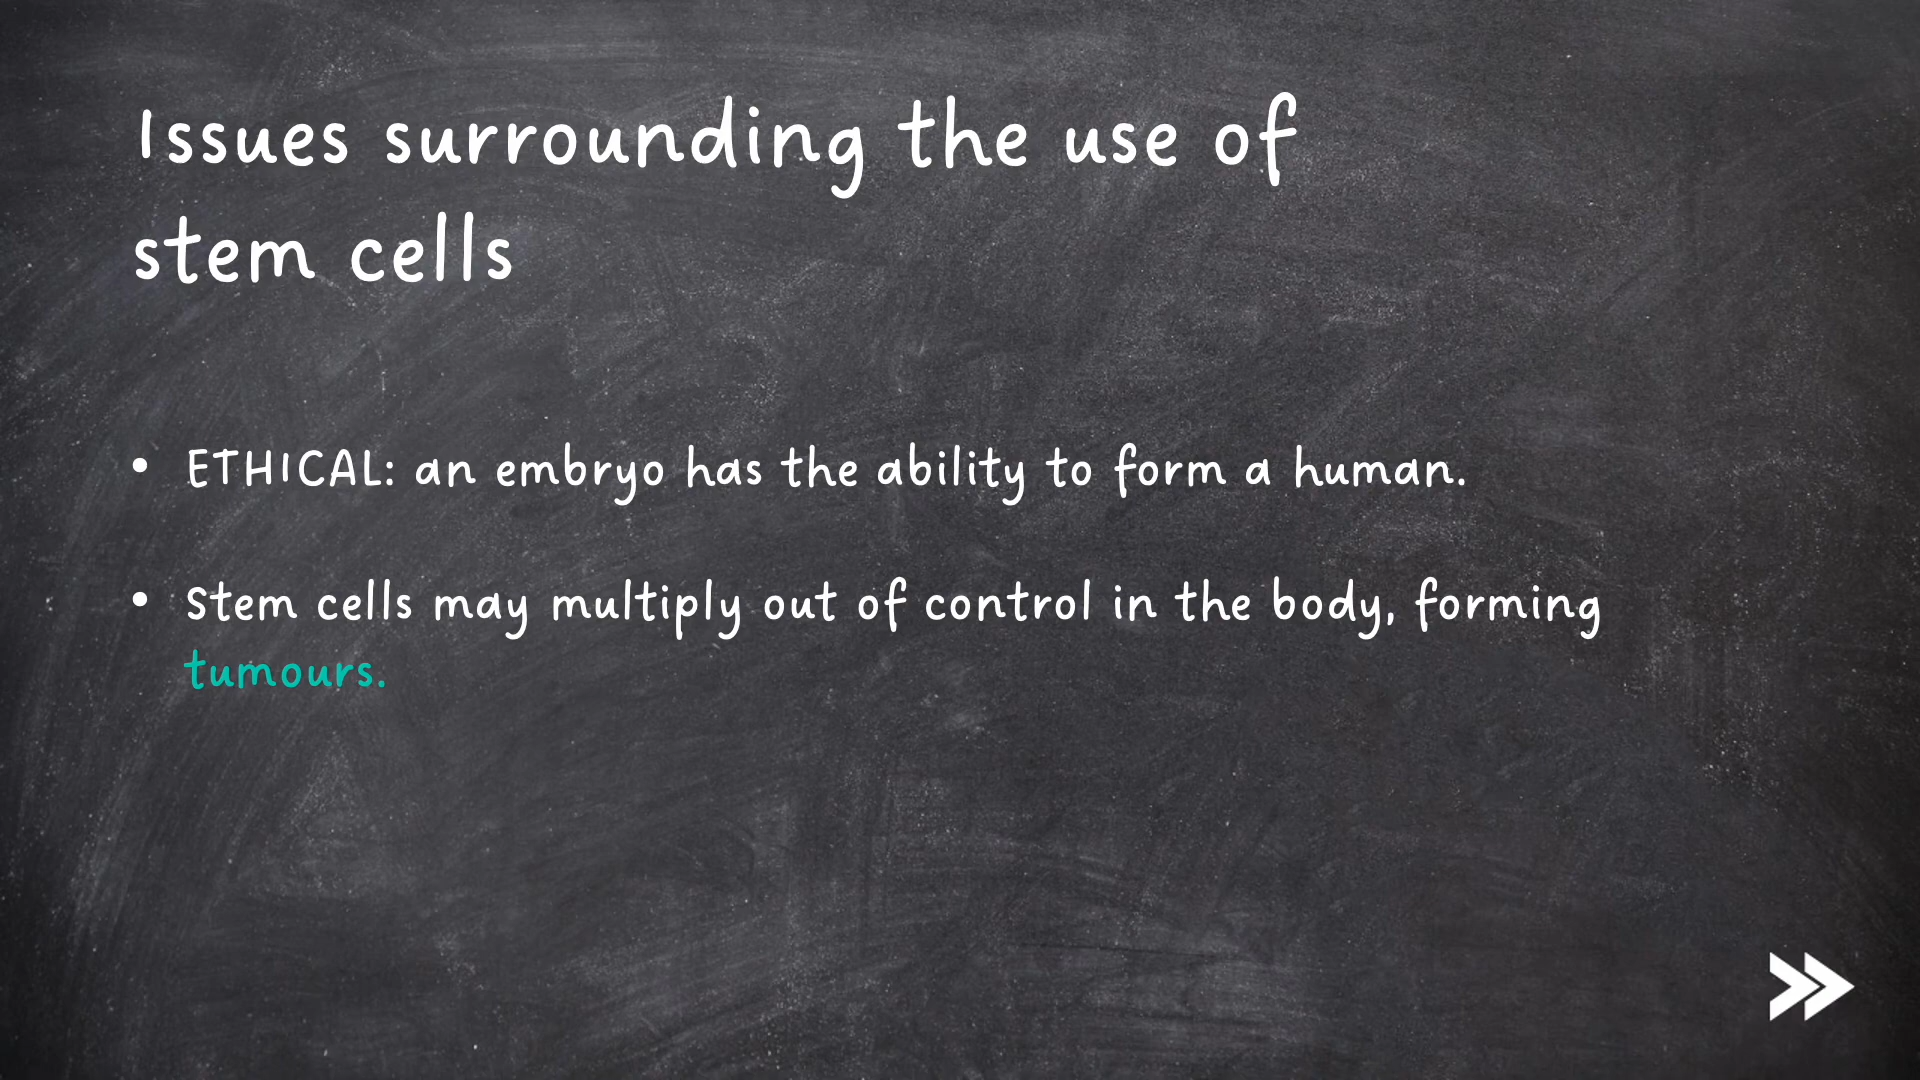 Issues surrounding the use of
stem cells
• ETHICAL: an embryo has the ability to form a human.
• Stem cells may multiply out of control in the body, forming
tumours.